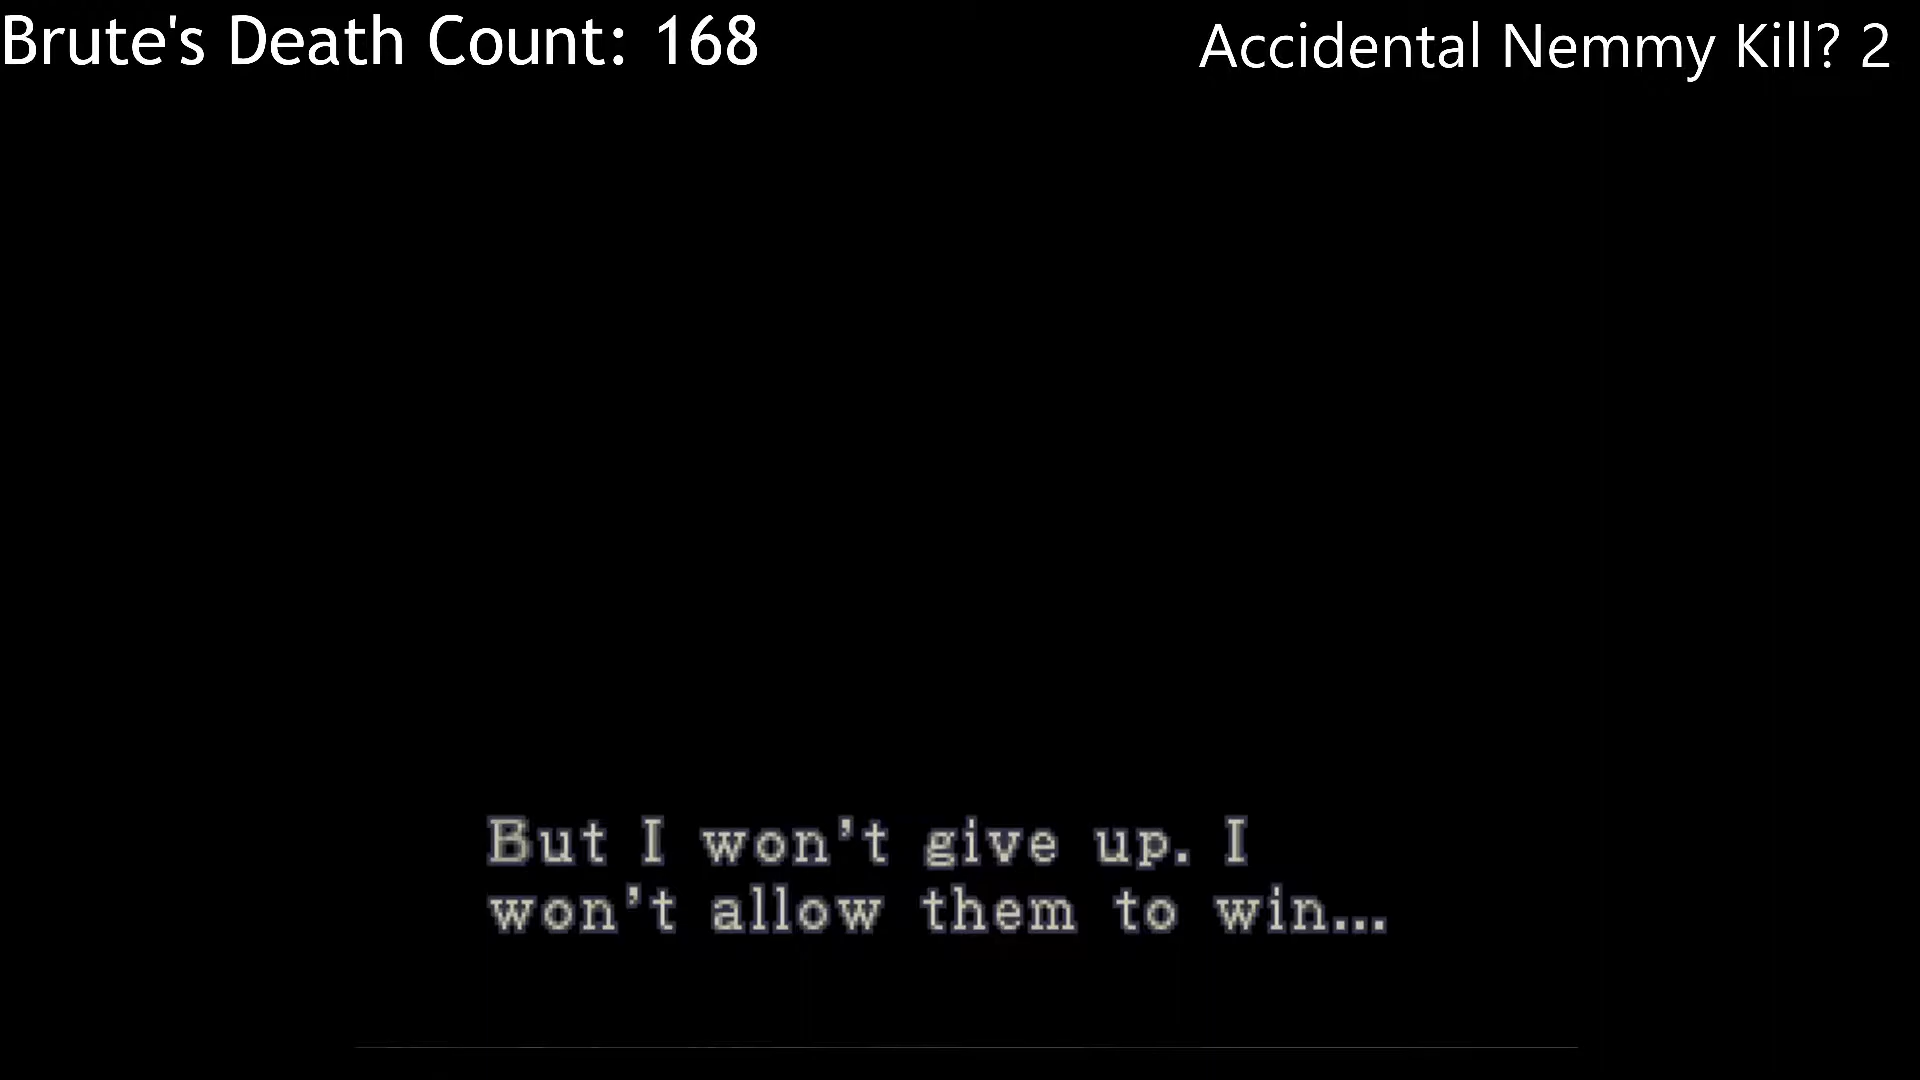 Brute's Death Count: 168
Accidental Nemmy Kill? 2
But I won't give up. I
won't allow them to win...